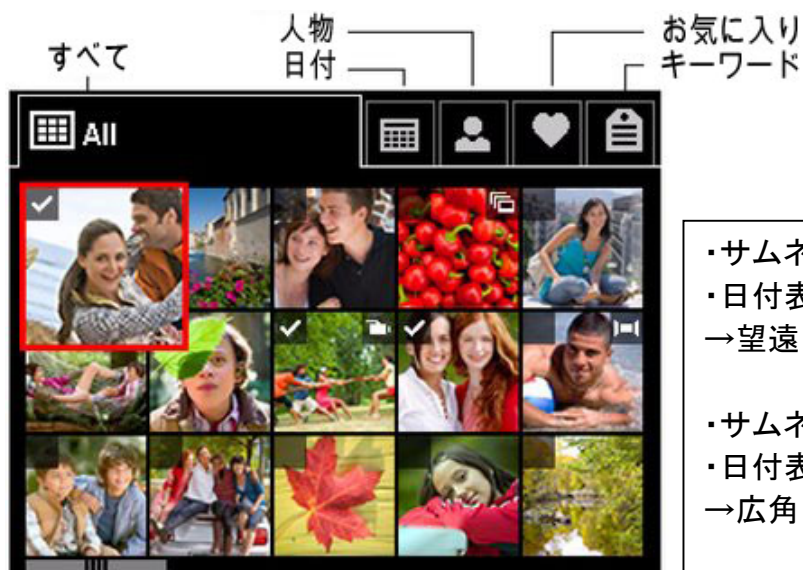 すべて
人物
日付
お気に入り
キーワード
All
・サムネ
・日付表
→望遠
・サムネ
・日付表
→広角